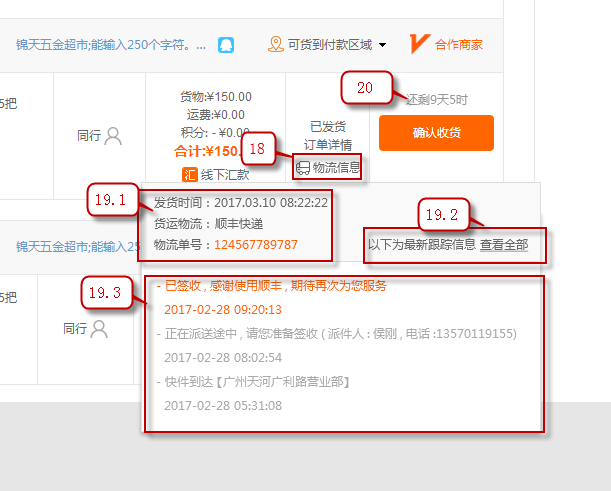 锦天五金超市;能输入250个字符。...
可货到付款区域
合作商家
5把
同行
货物:¥150.00
运费:¥0.00
积分: - ¥0.00
合计:¥150.
线下汇款
已发货
订单详情
物流信息
18
20
还剩9天5时
确认收货
19.1
发货时间：2017.03.10 08:22:22
货运物流：顺丰快递
物流单号：124567789787
19.2
以下为最新跟踪信息 查看全部
锦天五金超市;能输入25
19.3
- 已签收 , 感谢使用顺丰 , 期待再次为您服务
2017-02-28 09:20:13
- 正在派送途中 , 请您准备签收 ( 派件人 : 侯刚 , 电话 :13570119155)
2017-02-28 08:02:54
- 快件到达【广州天河广利路营业部】
2017-02-28 05:31:08
5把
同行